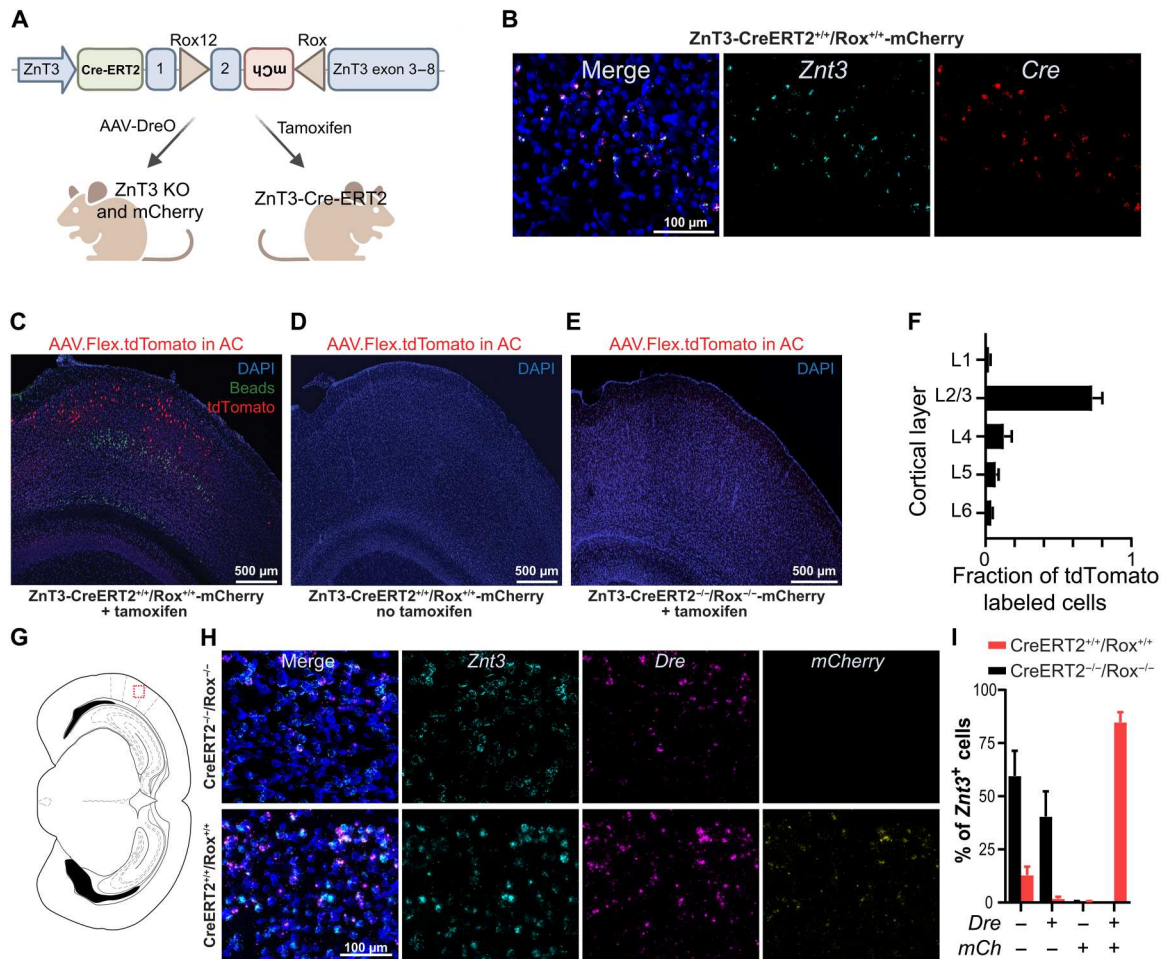 A
Rox12
Rox
ZnT3
Cre-ERT2
1
2
mCh
ZnT3 exon 3–8
AAV-DreO
Tamoxifen
ZnT3 KO
and mCherry
ZnT3-Cre-ERT2
B
ZnT3-CreERT2+/+/Rox+/+-mCherry
Merge
Znt3
Cre
100 µm
C
AAV.Flex.tdTomato in AC
DAPI
Beads
tdTomato
500 µm
ZnT3-CreERT2+/+/Rox+/+-mCherry
+ tamoxifen
D
AAV.Flex.tdTomato in AC
DAPI
500 µm
ZnT3-CreERT2+/+/Rox+/+-mCherry
no tamoxifen
E
AAV.Flex.tdTomato in AC
DAPI
500 µm
ZnT3-CreERT2−/−/Rox−/−-mCherry
+ tamoxifen
F
Cortical layer
L1
L2/3
L4
L5
L6
0 1
Fraction of tdTomato
labeled cells
G
H
Merge
Znt3
Dre
mCherry
CreERT2−/−/Rox−/−
CreERT2+/+/Rox+/+
100 µm
I
CreERT2+/+/Rox+/+
CreERT2−/−/Rox−/−
% of Znt3+ cells
100
75
50
25
0
Dre − + − +
mCh − − + +